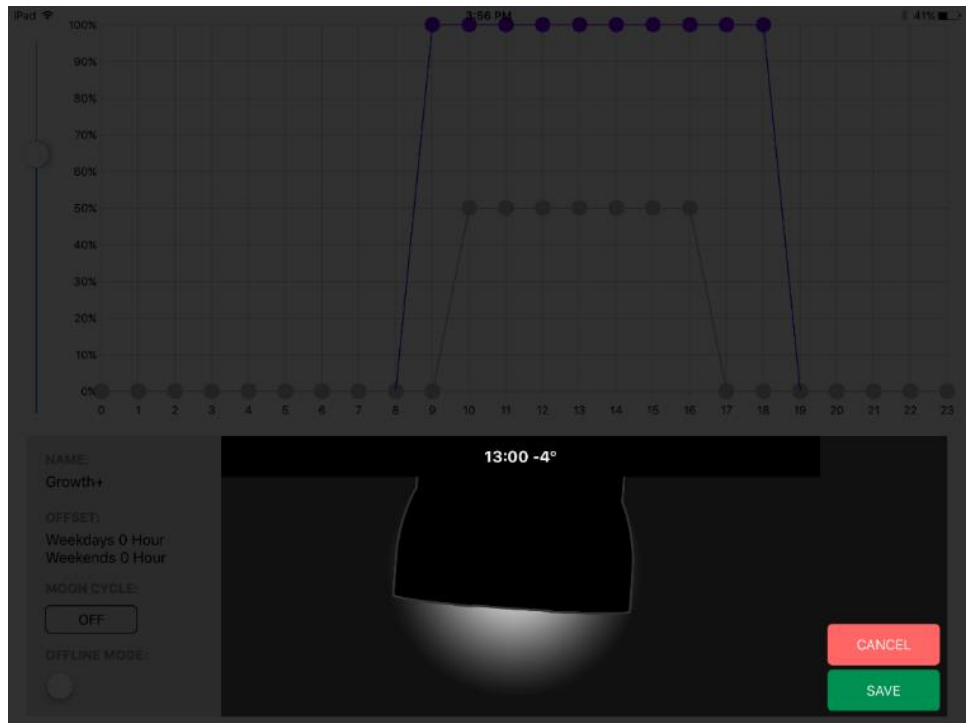 iPad 3:56 PM 41%
100%
90%
80%
70%
60%
50%
40%
30%
20%
10%
0%
0 1 2 3 4 5 6 7 8 9 10 11 12 13 14 15 16 17 18 19 20 21 22 23
13:00 -4°
NAME:
Growth+
OFFSET:
Weekdays 0 Hour
Weekends 0 Hour
MOON CYCLE:
OFF
OFFLINE MODE:
CANCEL
SAVE